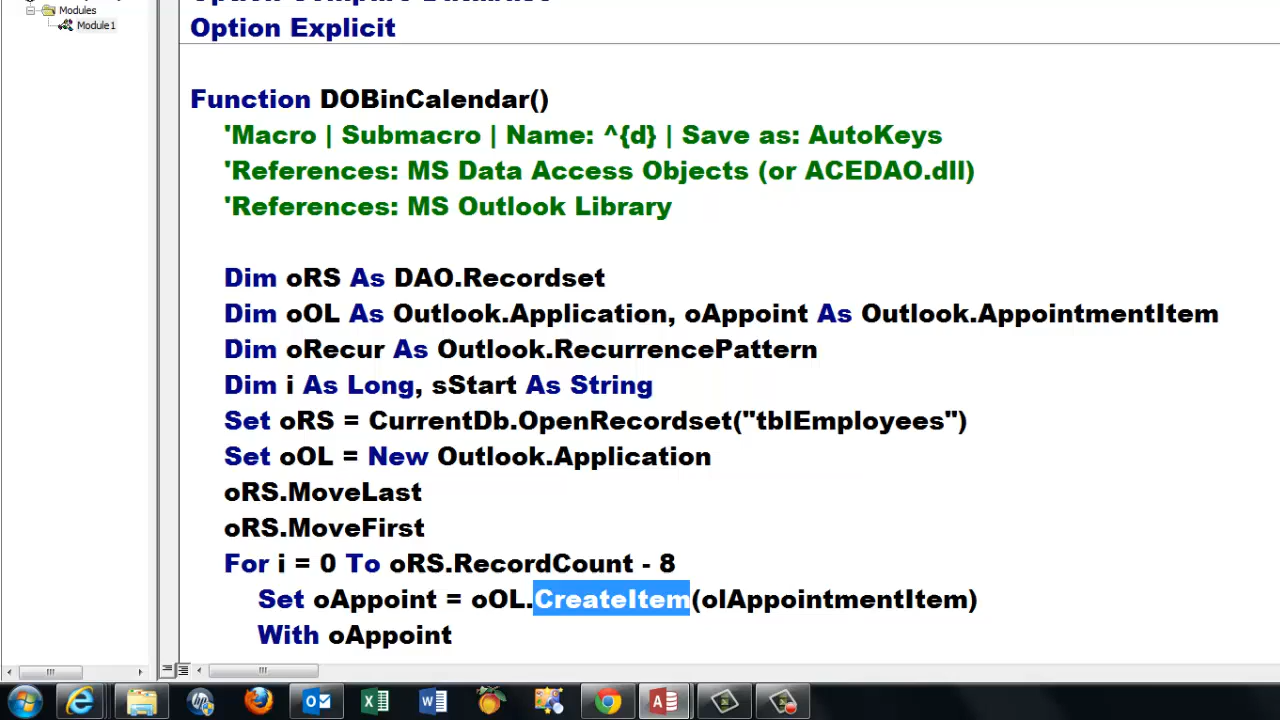 Modules
Module1
Option Compare Database
Option Explicit
Function DOBinCalendar()
'Macro | Submacro | Name: ^{d} | Save as: AutoKeys
'References: MS Data Access Objects (or ACEDAO.dll)
'References: MS Outlook Library
Dim oRS As DAO.Recordset
Dim oOL As Outlook.Application, oAppoint As Outlook.AppointmentItem
Dim oRecur As Outlook.RecurrencePattern
Dim i As Long, sStart As String
Set oRS = CurrentDb.OpenRecordset("tblEmployees")
Set oOL = New Outlook.Application
oRS.MoveLast
oRS.MoveFirst
For i = 0 To oRS.RecordCount - 8
Set oAppoint = oOL.CreateItem(olAppointmentItem)
With oAppoint